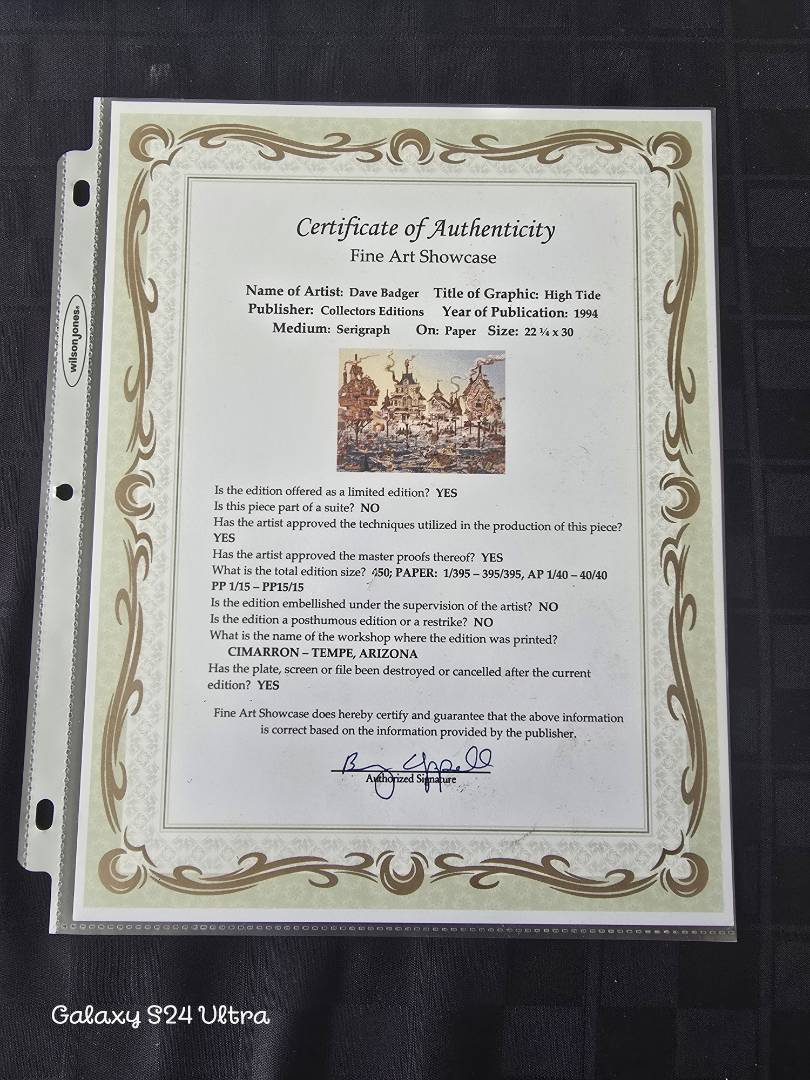 Certificate of Authenticity
Fine Art Showcase
Name of Artist: Dave Badger Title of Graphic: High Tide
Publisher: Collectors Editions Year of Publication: 1994
Medium: Serigraph On: Paper Size: 22 ¼ x 30
Is the edition offered as a limited edition? YES
Is this piece part of a suite? NO
Has the artist approved the techniques utilized in the production of this piece?
YES
Has the artist approved the master proofs thereof? YES
What is the total edition size? 450; PAPER: 1/395 – 395/395, AP 1/40 – 40/40
PP 1/15 – PP15/15
Is the edition embellished under the supervision of the artist? NO
Is the edition a posthumous edition or a restrike? NO
What is the name of the workshop where the edition was printed?
CIMARRON – TEMPE, ARIZONA
Has the plate, screen or file been destroyed or cancelled after the current
edition? YES
Fine Art Showcase does hereby certify and guarantee that the above information
is correct based on the information provided by the publisher.
Authorized Signature
wilson jones®
Galaxy S24 Ultra